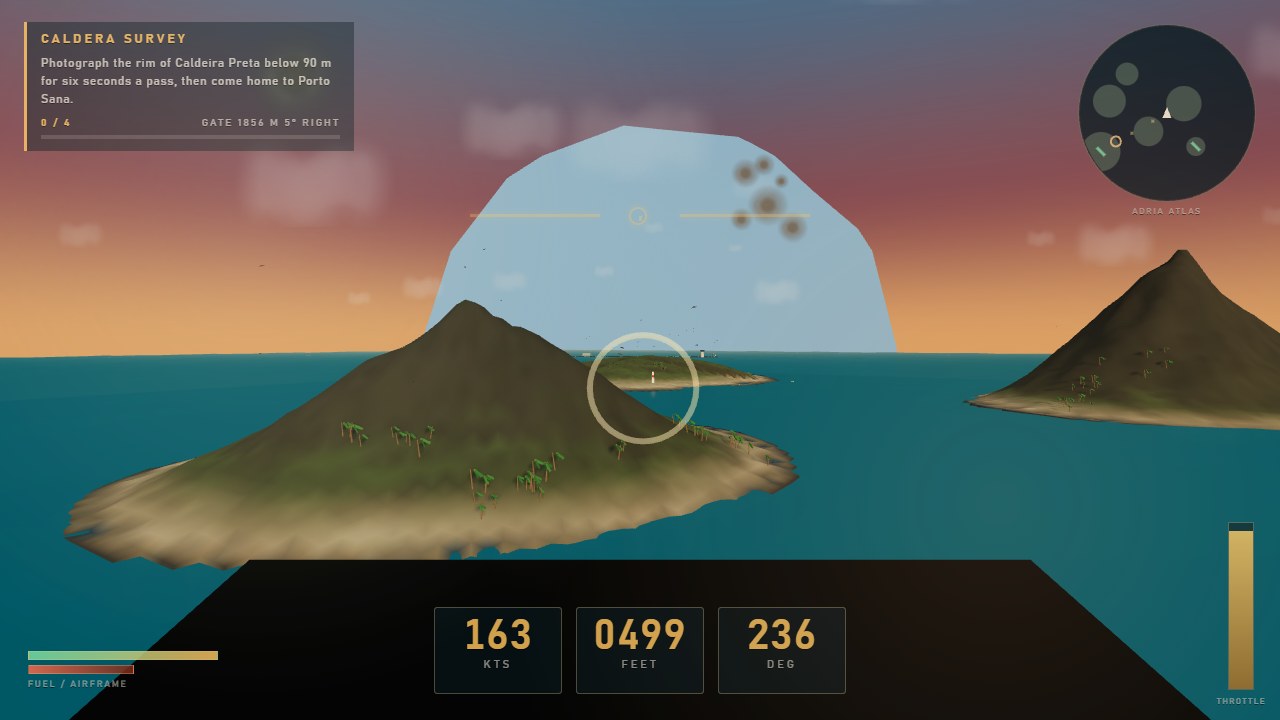 CALDERA SURVEY
Photograph the rim of Caldeira Preta below 90 m
for six seconds a pass, then come home to Porto
Sana.
0 / 4 GATE 1856 M 5° RIGHT
ADRIA ATLAS
163 0499 236
KTS FEET DEG
FUEL / AIRFRAME
THROTTLE